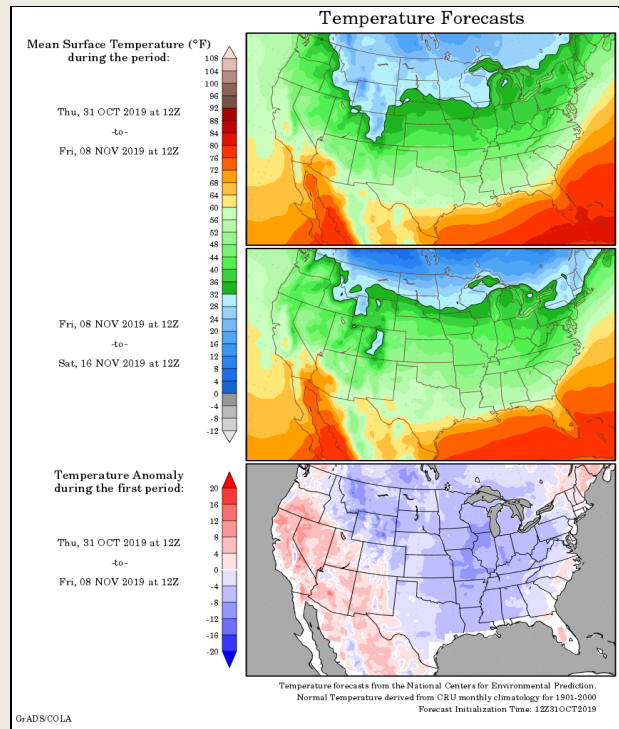 Temperature Forecasts
Mean Surface Temperature (°F)
during the period:
Thu, 31 OCT 2019 at 12Z
-to-
Fri, 08 NOV 2019 at 12Z
108
104
100
96
92
88
84
80
76
72
68
64
60
56
52
48
44
40
36
32
28
24
20
16
12
8
4
0
-4
-8
-12
Fri, 08 NOV 2019 at 12Z
-to-
Sat, 16 NOV 2019 at 12Z
Temperature Anomaly
during the first period:
Thu, 31 OCT 2019 at 12Z
-to-
Fri, 08 NOV 2019 at 12Z
20
16
12
8
4
0
-4
-8
-12
-16
-20
Temperature forecasts from the National Centers for Environmental Prediction.
Normal Temperature derived from CRU monthly climatology for 1901-2000
Forecast Initialization Time: 12Z31OCT2019
GrADS/COLA